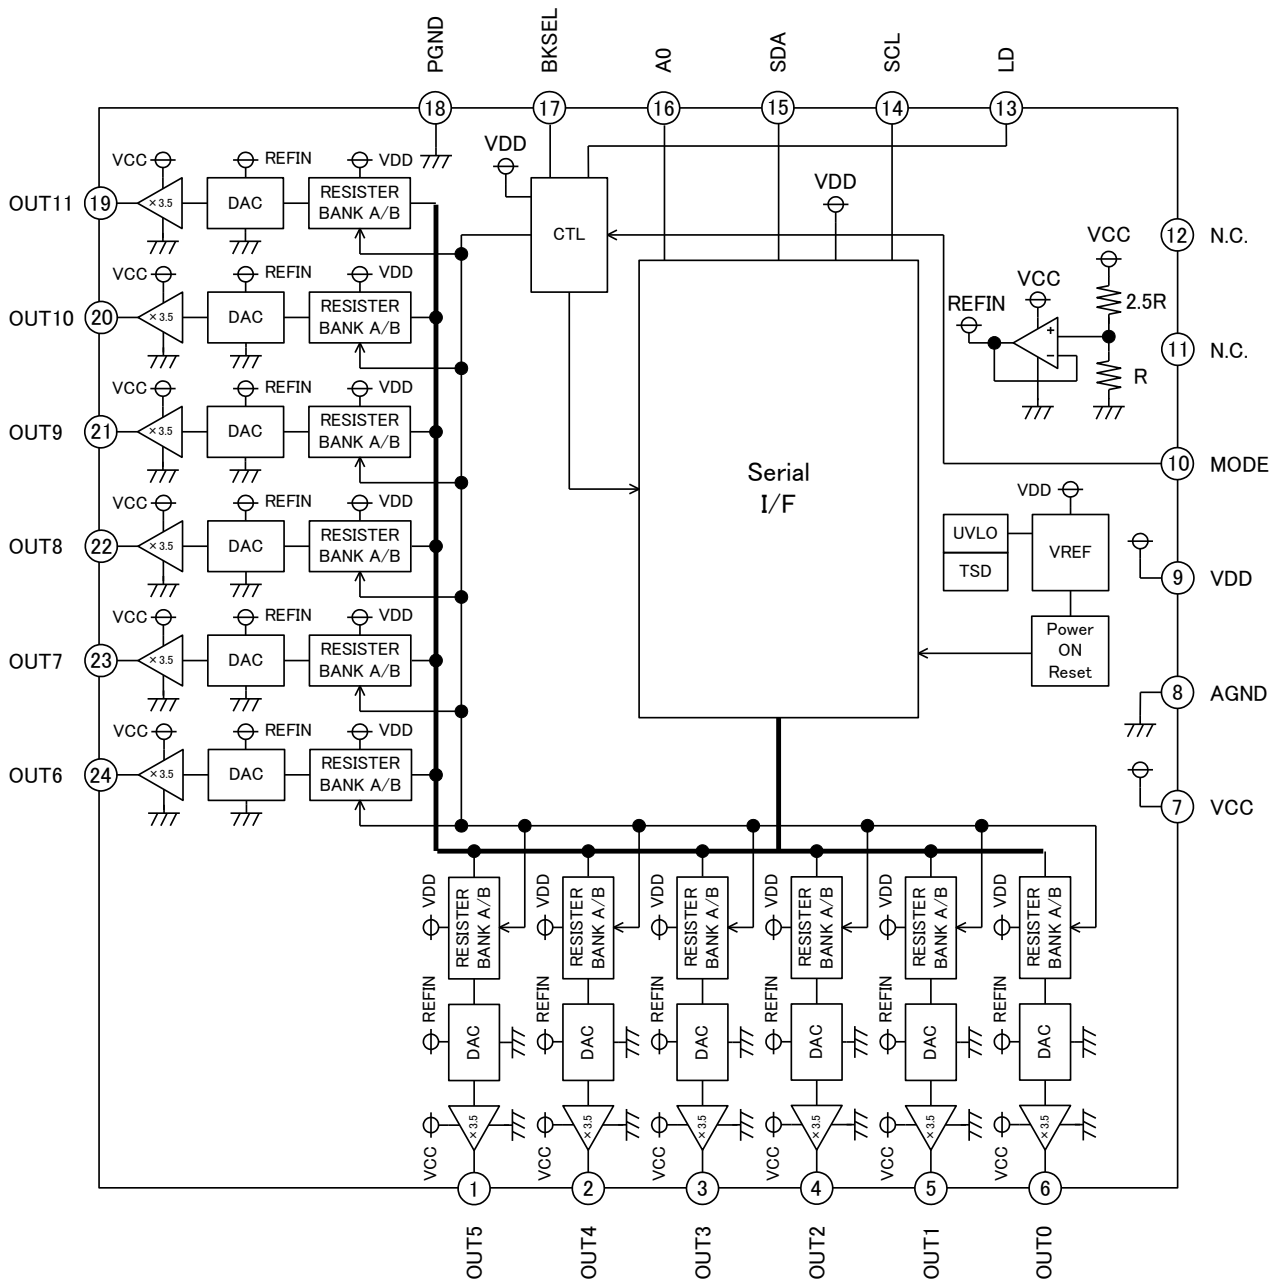 PGND
BKSEL
A0
SDA
SCL
LD
18
17
16
15
14
13
VDD
VCC
REFIN
VDD
OUT11
19
× 3.5
DAC
RESISTER
BANK A/B
CTL
VDD
12
N.C.
VCC
REFIN
VDD
OUT10
20
× 3.5
DAC
RESISTER
BANK A/B
VCC
VCC
REFIN
2.5R
R
11
N.C.
VCC
REFIN
VDD
OUT9
21
× 3.5
DAC
RESISTER
BANK A/B
Serial
I/F
10
MODE
VCC
REFIN
VDD
OUT8
22
× 3.5
DAC
RESISTER
BANK A/B
VDD
UVLO
TSD
VREF
9
VDD
VCC
REFIN
VDD
OUT7
23
× 3.5
DAC
RESISTER
BANK A/B
Power
ON
Reset
8
AGND
VCC
REFIN
VDD
OUT6
24
× 3.5
DAC
RESISTER
BANK A/B
7
VCC
VDD
RESISTER
BANK A/B
VDD
RESISTER
BANK A/B
VDD
RESISTER
BANK A/B
VDD
RESISTER
BANK A/B
VDD
RESISTER
BANK A/B
VDD
RESISTER
BANK A/B
REFIN
DAC
REFIN
DAC
REFIN
DAC
REFIN
DAC
REFIN
DAC
REFIN
DAC
VCC
× 3.5
VCC
× 3.5
VCC
× 3.5
VCC
× 3.5
VCC
× 3.5
VCC
× 3.5
1
2
3
4
5
6
OUT5
OUT4
OUT3
OUT2
OUT1
OUT0